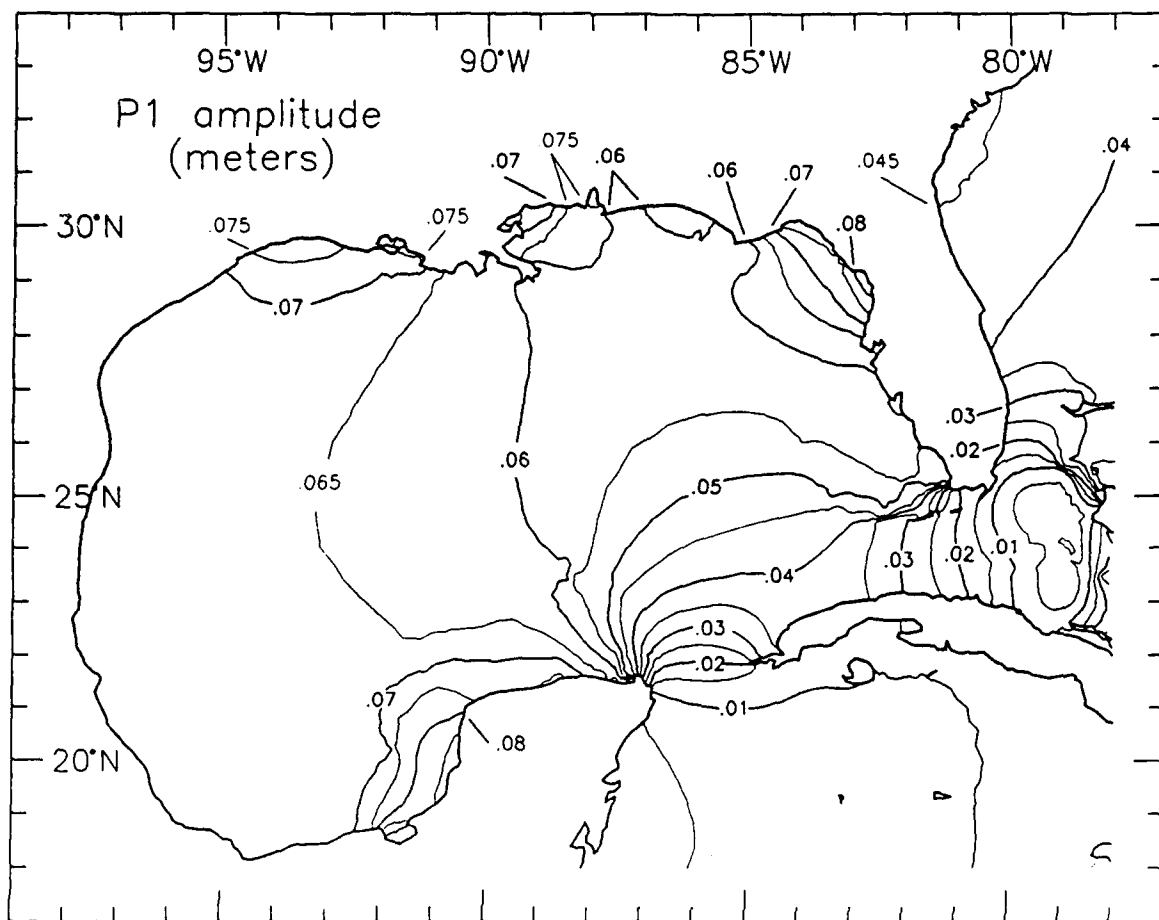 95°W 90°W 85°W 80°W
P1 amplitude
(meters)
.07 .075 .06 .06 .07 .045 .04
30°N .075 .075 .08
.07
.03
.02
.065 .06 .05
25°N
.03 .02 .01
.04
.03
.02
.07 .01
.08
20°N